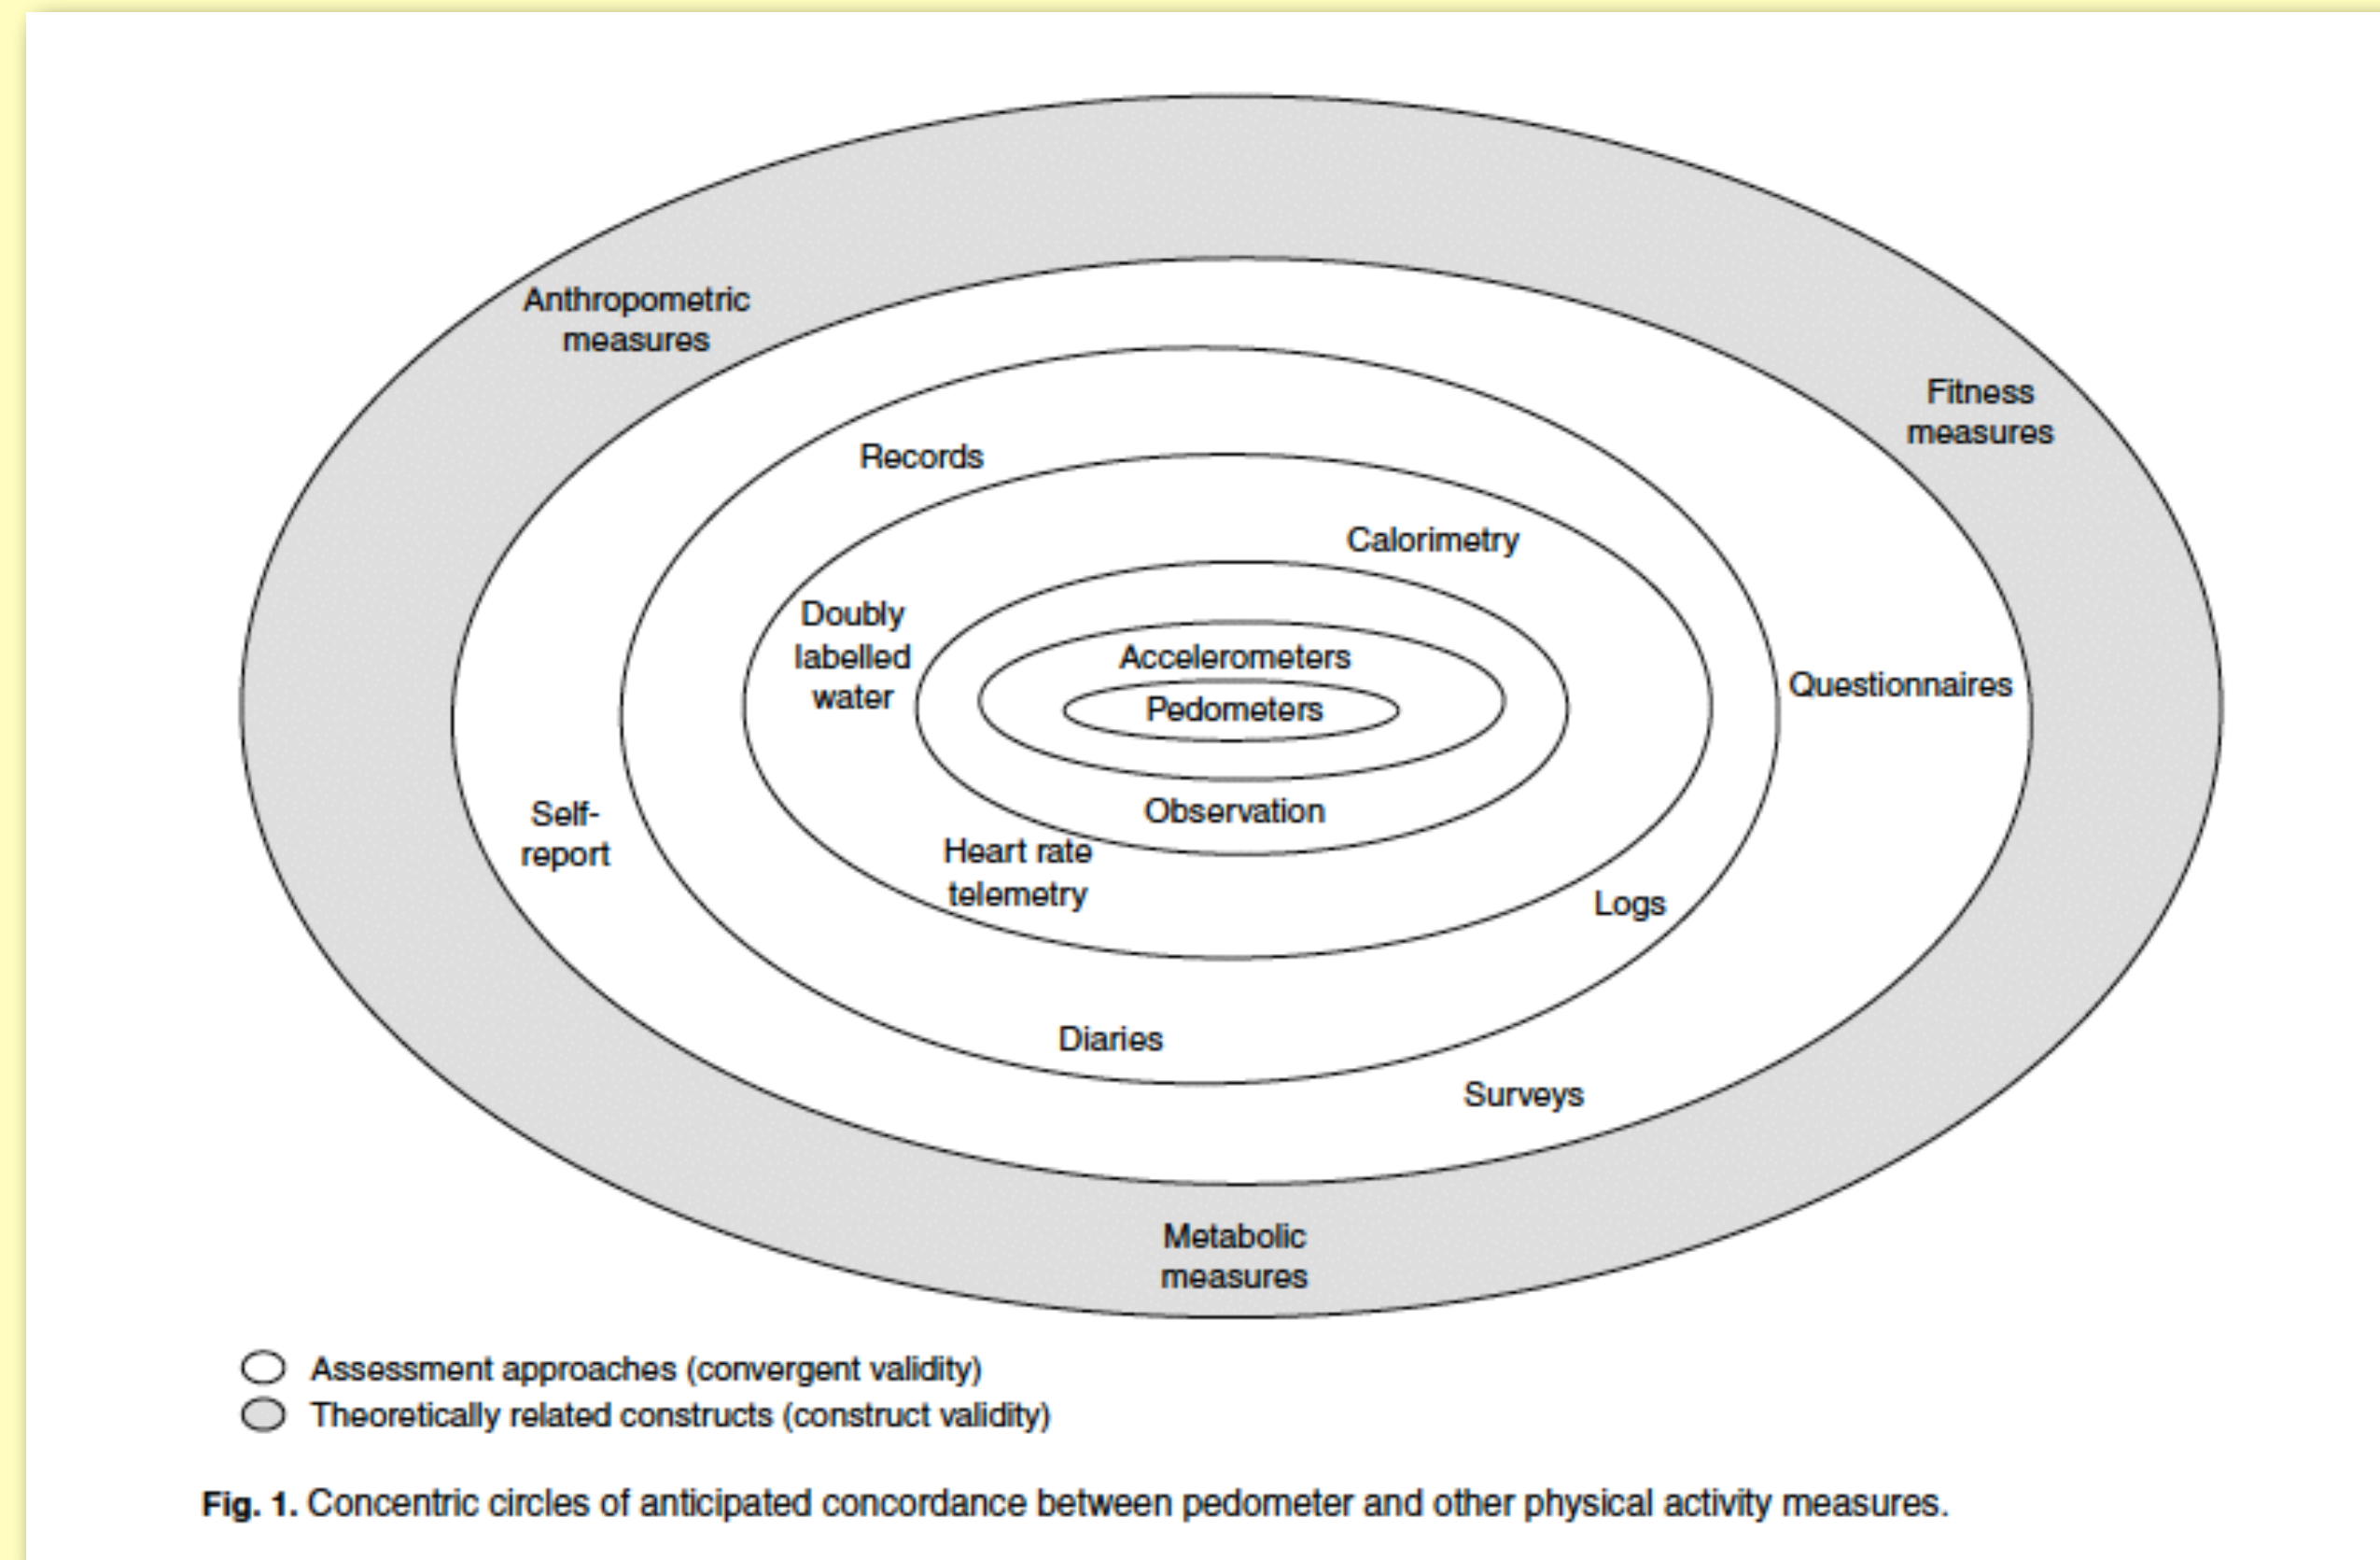 Anthropometric
measures
Fitness
measures
Records
Calorimetry
Doubly
labelled
water
Accelerometers
Pedometers
Questionnaires
Observation
Self-
report
Heart rate
telemetry
Logs
Diaries
Surveys
Metabolic
measures
Assessment approaches (convergent validity)
Theoretically related constructs (construct validity)
Fig. 1. Concentric circles of anticipated concordance between pedometer and other physical activity measures.